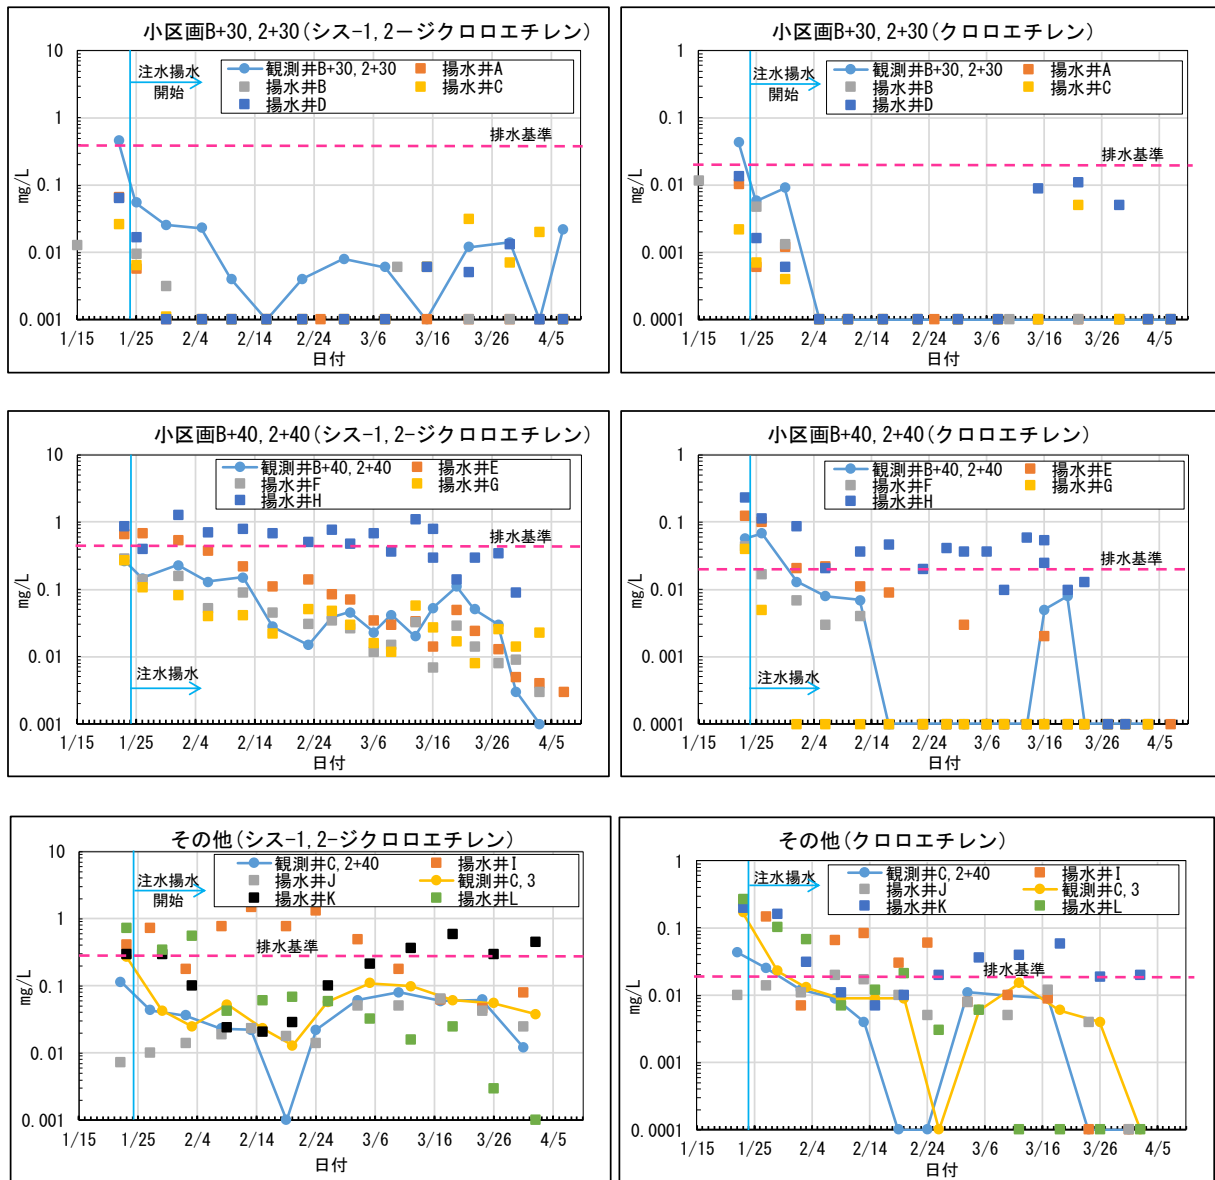 小区画B+30, 2+30(シス-1, 2ージクロロエチレン)
10
1
0.1
0.01
0.001
mg/L
注水揚水
開始
観測井B+30, 2+30
揚水井A
揚水井B
揚水井C
揚水井D
排水基準
1/15 1/25 2/4 2/14 2/24 3/6 3/16 3/26 4/5
日付
小区画B+30, 2+30(クロロエチレン)
1
0.1
0.01
0.001
0.0001
mg/L
注水揚水
開始
観測井B+30, 2+30
揚水井A
揚水井B
揚水井C
揚水井D
排水基準
1/15 1/25 2/4 2/14 2/24 3/6 3/16 3/26 4/5
日付
小区画B+40, 2+40(シス-1, 2-ジクロロエチレン)
10
1
0.1
0.01
0.001
mg/L
観測井B+40, 2+40
揚水井E
揚水井F
揚水井G
揚水井H
排水基準
注水揚水
1/15 1/25 2/4 2/14 2/24 3/6 3/16 3/26 4/5
日付
小区画B+40, 2+40(クロロエチレン)
1
0.1
0.01
0.001
0.0001
mg/L
観測井B+40, 2+40
揚水井E
揚水井F
揚水井G
揚水井H
排水基準
注水揚水
1/15 1/25 2/4 2/14 2/24 3/6 3/16 3/26 4/5
日付
その他(シス-1, 2-ジクロロエチレン)
10
1
0.1
0.01
0.001
mg/L
注水揚水
開始
観測井C, 2+40
揚水井I
揚水井J
観測井C, 3
揚水井K
揚水井L
排水基準
1/15 1/25 2/4 2/14 2/24 3/6 3/16 3/26 4/5
日付
その他(クロロエチレン)
1
0.1
0.01
0.001
0.0001
mg/L
注水揚水
観測井C, 2+40
揚水井I
揚水井J
観測井C, 3
揚水井K
揚水井L
排水基準
1/15 1/25 2/4 2/14 2/24 3/6 3/16 3/26 4/5
日付